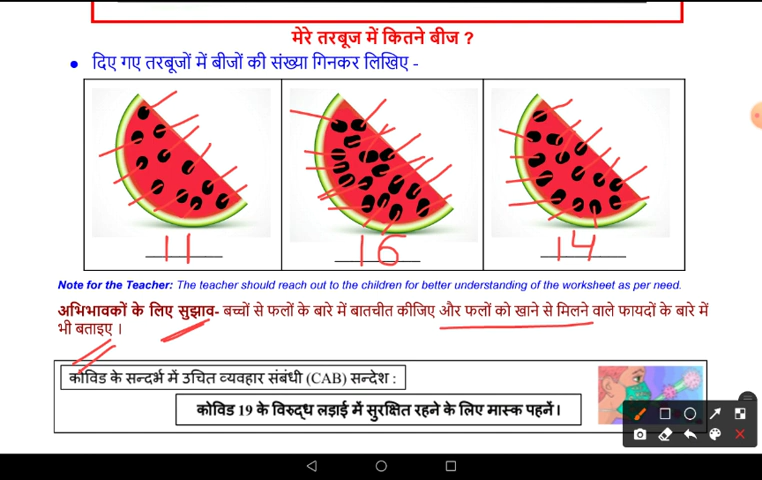 मेरे तरबूज में कितने बीज ?
• दिए गए तरबूजों में बीजों की संख्या गिनकर लिखिए -
11 16 14
Note for the Teacher: The teacher should reach out to the children for better understanding of the worksheet as per need.
अभिभावकों के लिए सुझाव- बच्चों से फलों के बारे में बातचीत कीजिए और फलों को खाने से मिलने वाले फायदों के बारे में
भी बताइए ।
कोविड के सन्दर्भ में उचित व्यवहार संबंधी (CAB) सन्देश :
कोविड 19 के विरुद्ध लड़ाई में सुरक्षित रहने के लिए मास्क पहनें।